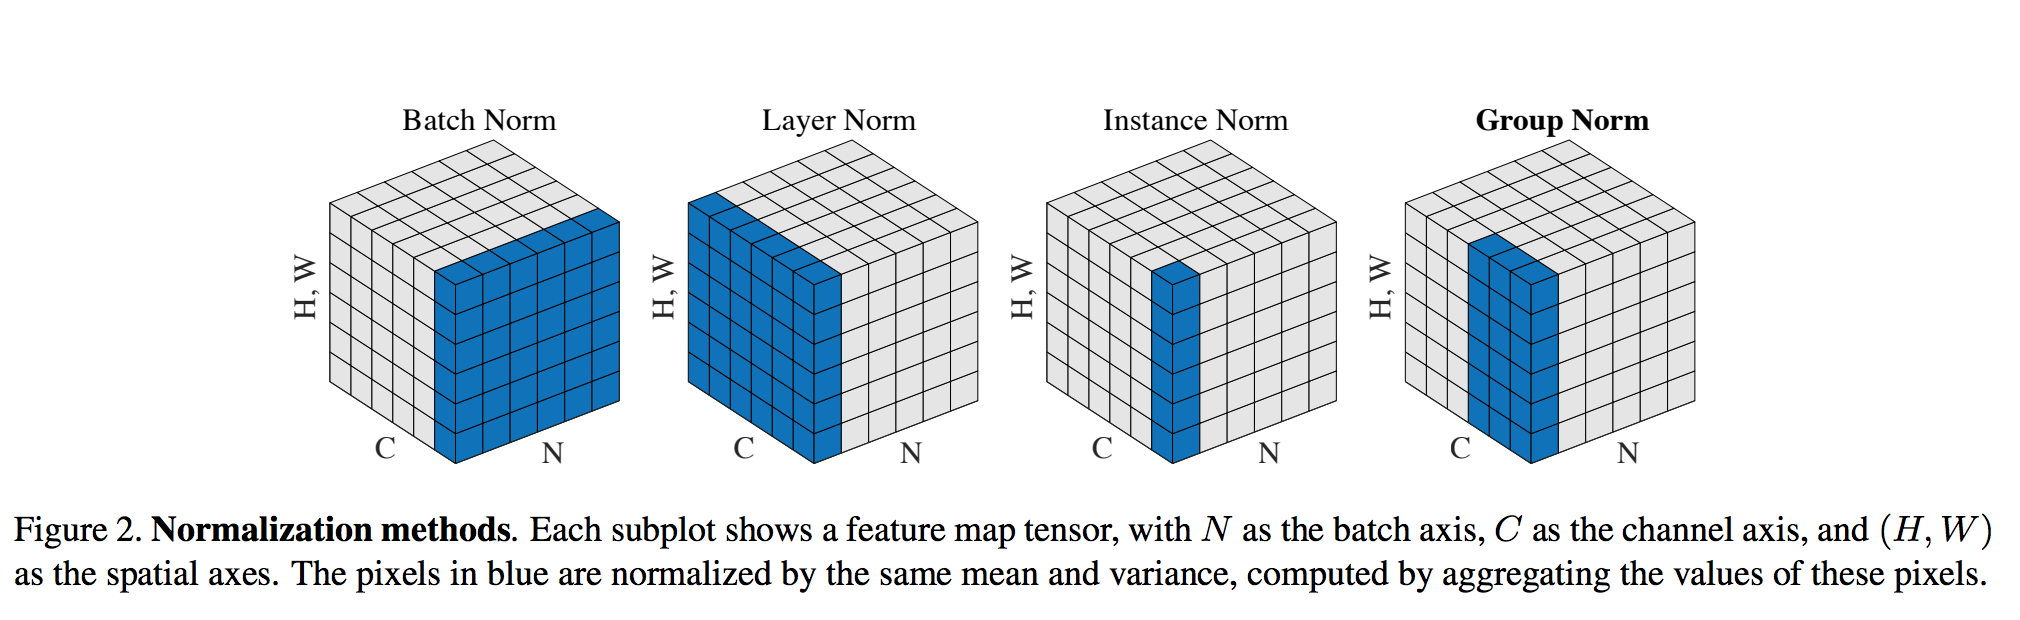 Batch Norm
Layer Norm
Instance Norm
Group Norm
H, W
C
N
H, W
C
N
H, W
C
N
H, W
C
N
Figure 2. Normalization methods. Each subplot shows a feature map tensor, with N as the batch axis, C as the channel axis, and (H, W)
as the spatial axes. The pixels in blue are normalized by the same mean and variance, computed by aggregating the values of these pixels.